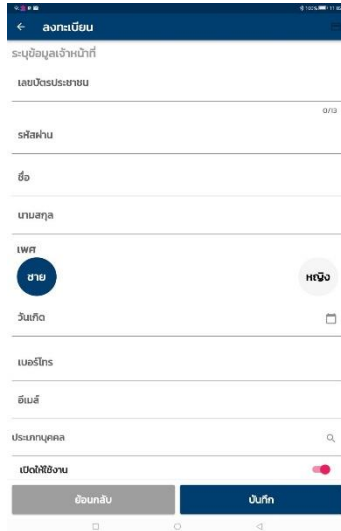 ลงทะเบียน
ระบุข้อมูลเจ้าหน้าที่
เลขบัตรประชาชน
0/13
รหัสผ่าน
ชื่อ
นามสกุล
เพศ
ชาย หญิง
วันเกิด
เบอร์โทร
อีเมล์
ประเภทบุคคล
เปิดให้ใช้งาน
ย้อนกลับ บันทึก